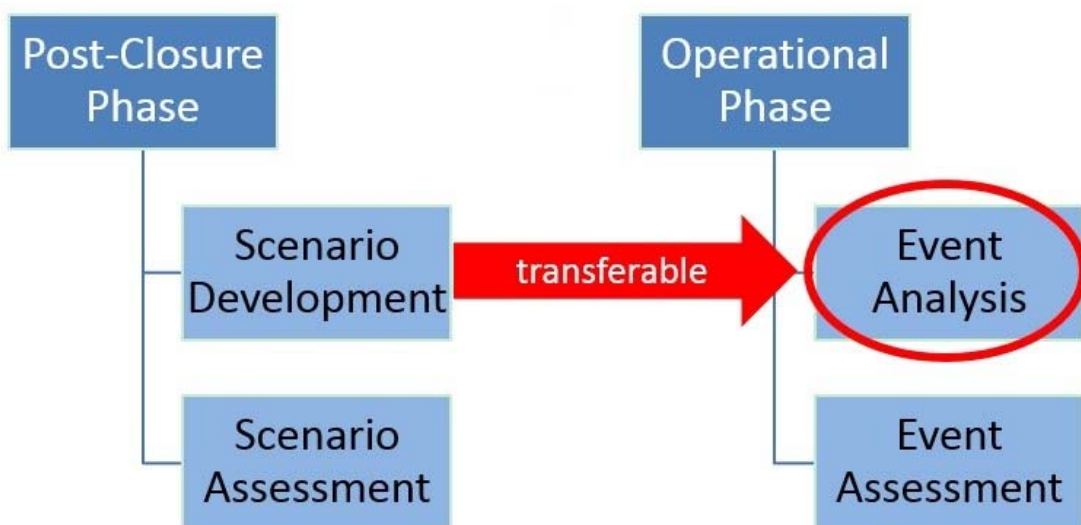 Post-Closure
Phase
Operational
Phase
Scenario
Development
transferable
Event
Analysis
Scenario
Assessment
Event
Assessment